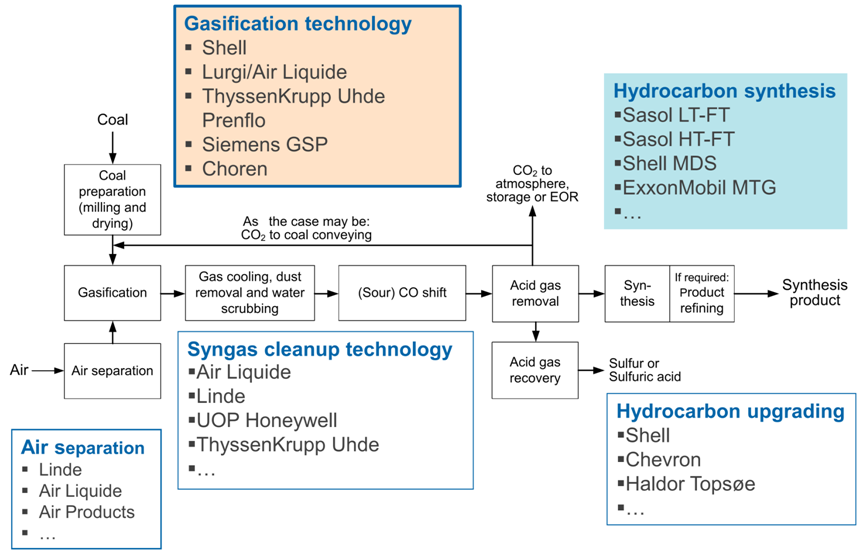 Gasification technology
▪ Shell
▪ Lurgi/Air Liquide
▪ ThyssenKrupp Uhde
Prenflo
▪ Siemens GSP
▪ Choren
Hydrocarbon synthesis
▪Sasol LT-FT
▪Sasol HT-FT
▪Shell MDS
▪ExxonMobil MTG
▪…
Coal
Coal
preparation
(milling and
drying)
CO₂ to
atmosphere,
storage or EOR
As the case may be:
CO₂ to coal conveying
Gasification
Gas cooling, dust
removal and water
scrubbing
(Sour) CO shift
Acid gas
removal
Syn-
thesis
If required:
Product
refining
Synthesis
product
Air
Air separation
Acid gas
recovery
Sulfur or
Sulfuric acid
Syngas cleanup technology
▪Air Liquide
▪Linde
▪UOP Honeywell
▪ThyssenKrupp Uhde
▪…
Air separation
▪ Linde
▪ Air Liquide
▪ Air Products
▪ …
Hydrocarbon upgrading
▪Shell
▪Chevron
▪Haldor Topsøe
▪…